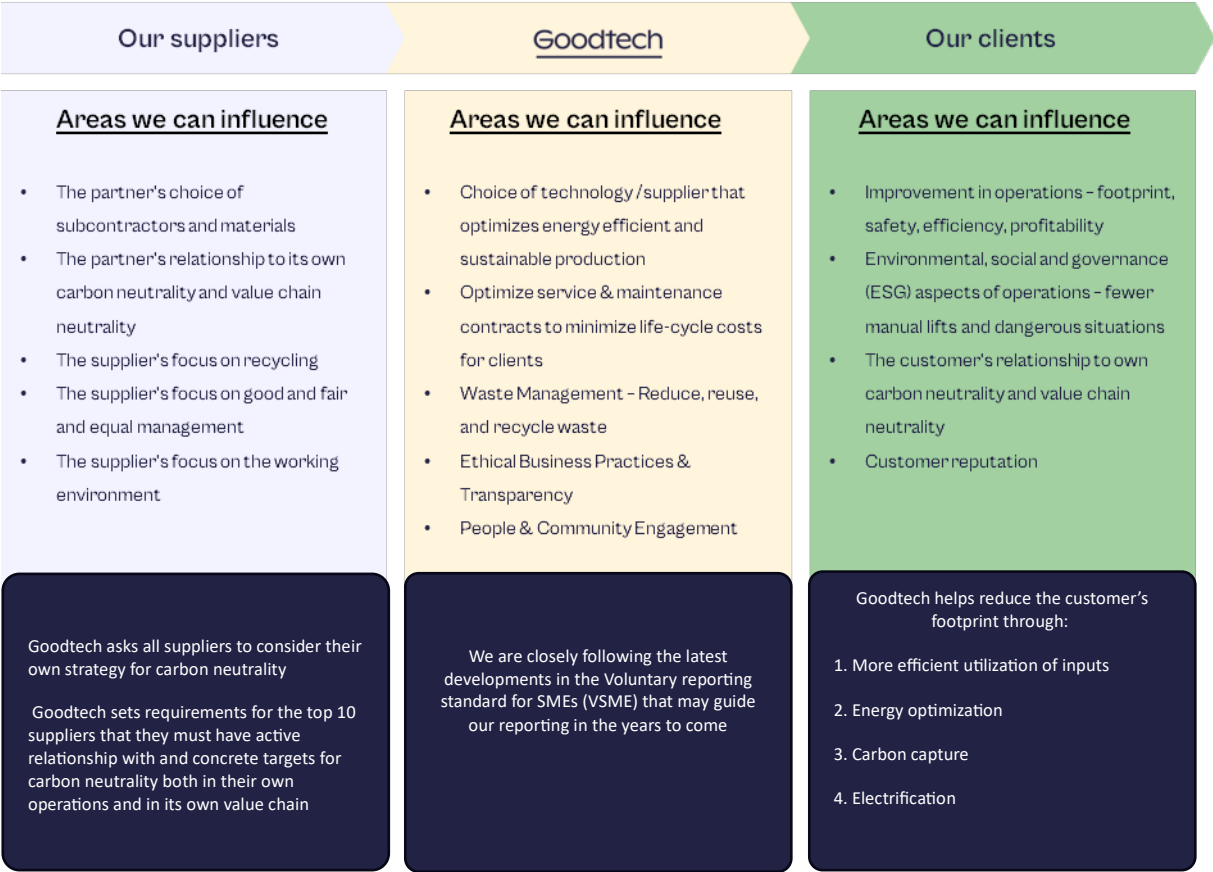 Our suppliers
Goodtech
Our clients
Areas we can influence
• The partner's choice of
subcontractors and materials
• The partner's relationship to its own
carbon neutrality and value chain
neutrality
• The supplier's focus on recycling
• The supplier's focus on good and fair
and equal management
• The supplier's focus on the working
environment
Goodtech asks all suppliers to consider their
own strategy for carbon neutrality
Goodtech sets requirements for the top 10
suppliers that they must have active
relationship with and concrete targets for
carbon neutrality both in their own
operations and in its own value chain
Areas we can influence
• Choice of technology /supplier that
optimizes energy efficient and
sustainable production
• Optimize service & maintenance
contracts to minimize life-cycle costs
for clients
• Waste Management – Reduce, reuse,
and recycle waste
• Ethical Business Practices &
Transparency
• People & Community Engagement
We are closely following the latest
developments in the Voluntary reporting
standard for SMEs (VSME) that may guide
our reporting in the years to come
Areas we can influence
• Improvement in operations – footprint,
safety, efficiency, profitability
• Environmental, social and governance
(ESG) aspects of operations – fewer
manual lifts and dangerous situations
• The customer's relationship to own
carbon neutrality and value chain
neutrality
• Customer reputation
Goodtech helps reduce the customer’s
footprint through:
1. More efficient utilization of inputs
2. Energy optimization
3. Carbon capture
4. Electrification